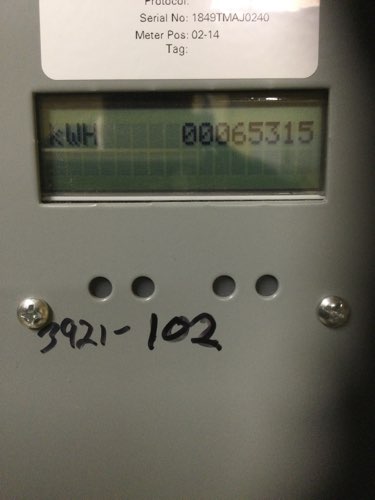 Protocol:
Serial No: 1849TMAJ0240
Meter Pos: 02-14
Tag:
kWH 00065315
3921-102